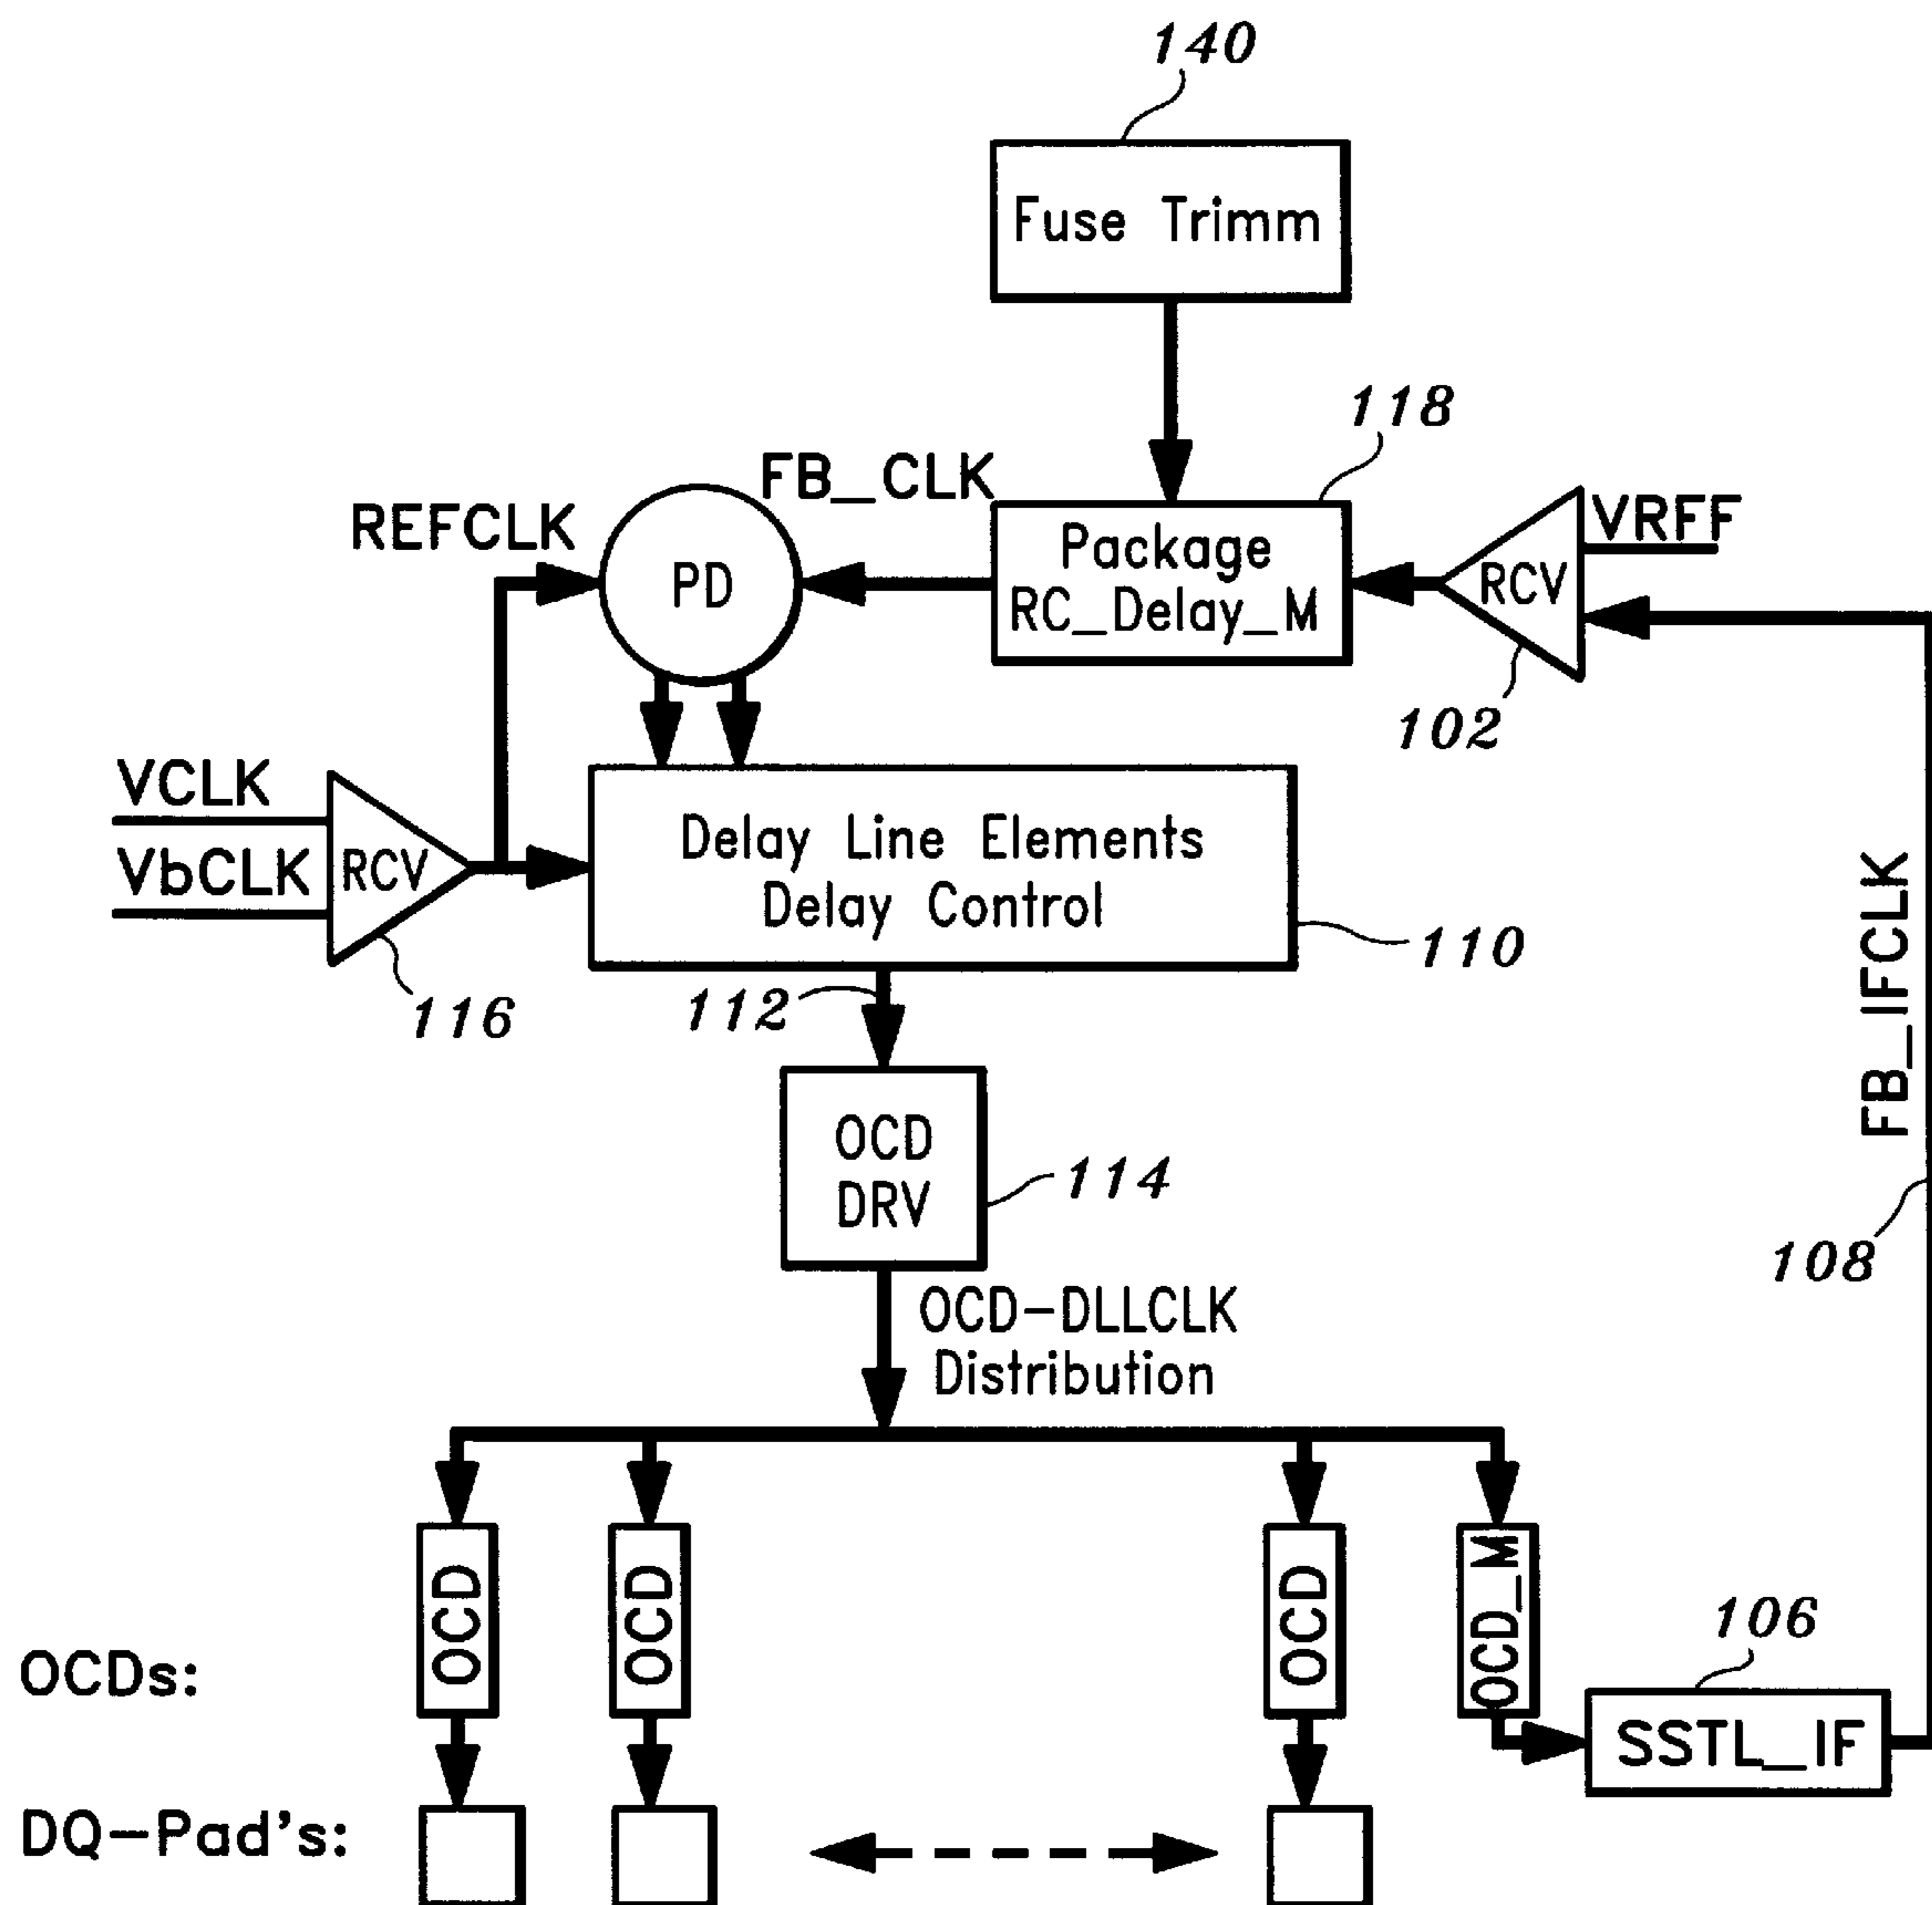 140
Fuse Trimm
118
FB_CLK
REFCLK
PD
Package
RC_Delay_M
RCV
VRFF
102
VCLK
VbCLK
RCV
116
Delay Line Elements
Delay Control
110
112
FB_IFCLK
108
OCD
DRV
114
OCD-DLLCLK
Distribution
OCDs:
OCD
OCD
OCD
OCD_M
106
SSTL_IF
DQ-Pad's: